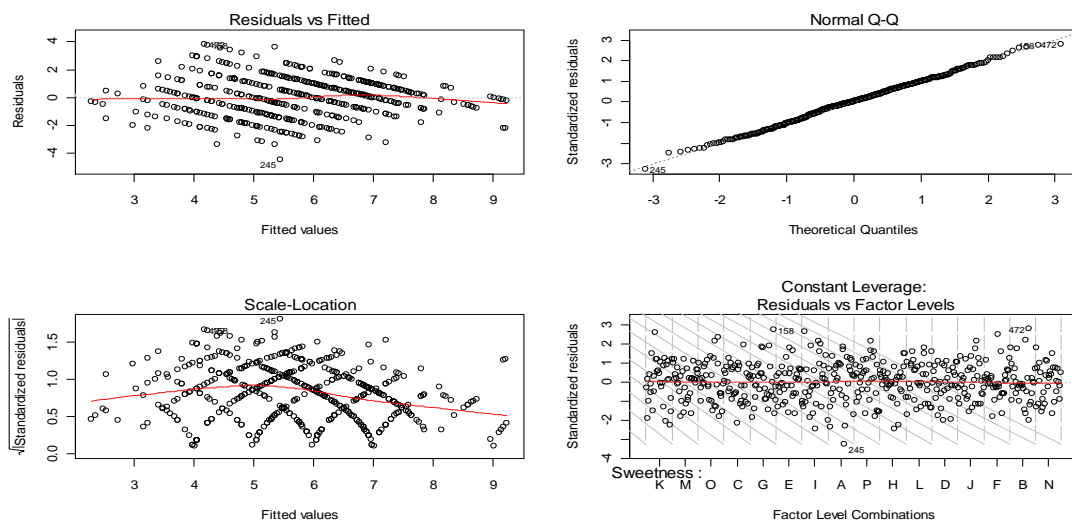 Residuals vs Fitted
Residuals
4
2
0
-2
-4
158
245
3 4 5 6 7 8 9
Fitted values
Normal Q-Q
Standardized residuals
3
2
1
0
-1
-3
158
472
245
-3 -2 -1 0 1 2 3
Theoretical Quantiles
Scale-Location
√|Standardized residuals|
1.5
1.0
0.5
0.0
158
245
3 4 5 6 7 8 9
Fitted values
Constant Leverage:
Residuals vs Factor Levels
Standardized residuals
3
2
1
0
-2
-4
158
472
245
Sweetness :
K M O C G E I A P H L D J F B N
Factor Level Combinations